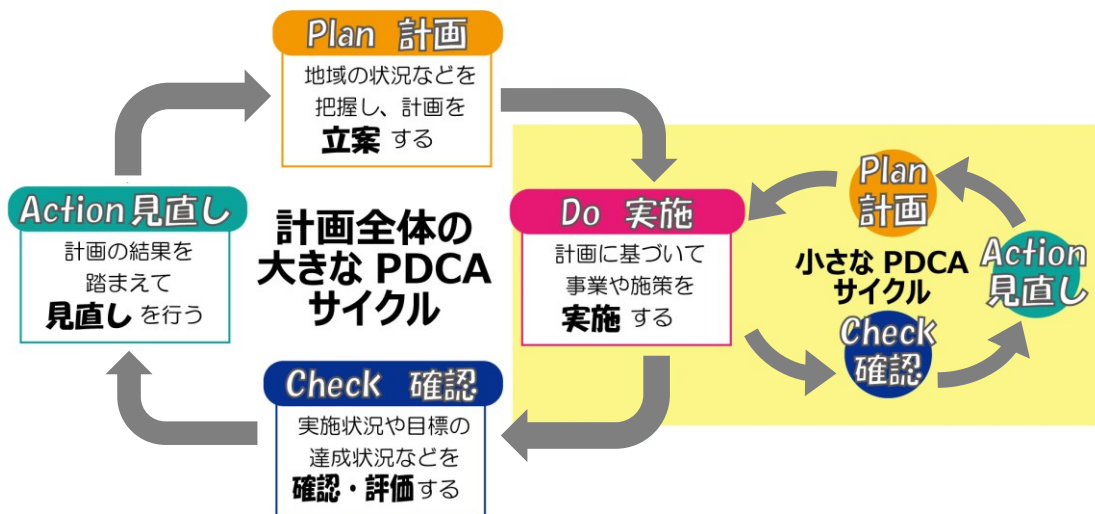 Plan 計画
地域の状況などを
把握し、計画を
立案 する
Action 見直し
計画の結果を
踏まえて
見直し を行う
計画全体の
大きな PDCA
サイクル
Do 実施
計画に基づいて
事業や施策を
実施 する
Check 確認
実施状況や目標の
達成状況などを
確認・評価する
Plan
計画
小さな PDCA
サイクル
Action
見直し
Check
確認